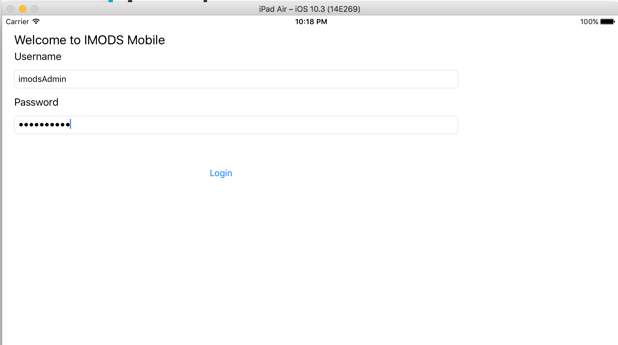 iPad Air – iOS 10.3 (14E269)
Carrier 10:18 PM 100%
Welcome to IMODS Mobile
Username
imodsAdmin
Password
●●●●●●●●●●
Login